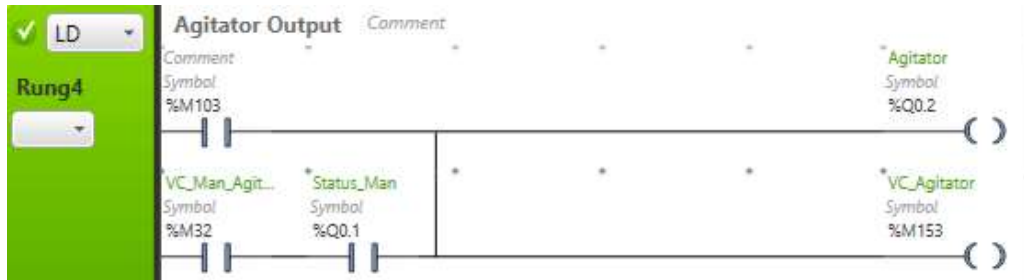 LD
Rung4
Agitator Output Comment
Comment
Symbol
%M103
Agitator
Symbol
%Q0.2
VC_Man_Agit...
Symbol
%M32
Status_Man
Symbol
%Q0.1
VC_Agitator
Symbol
%M153